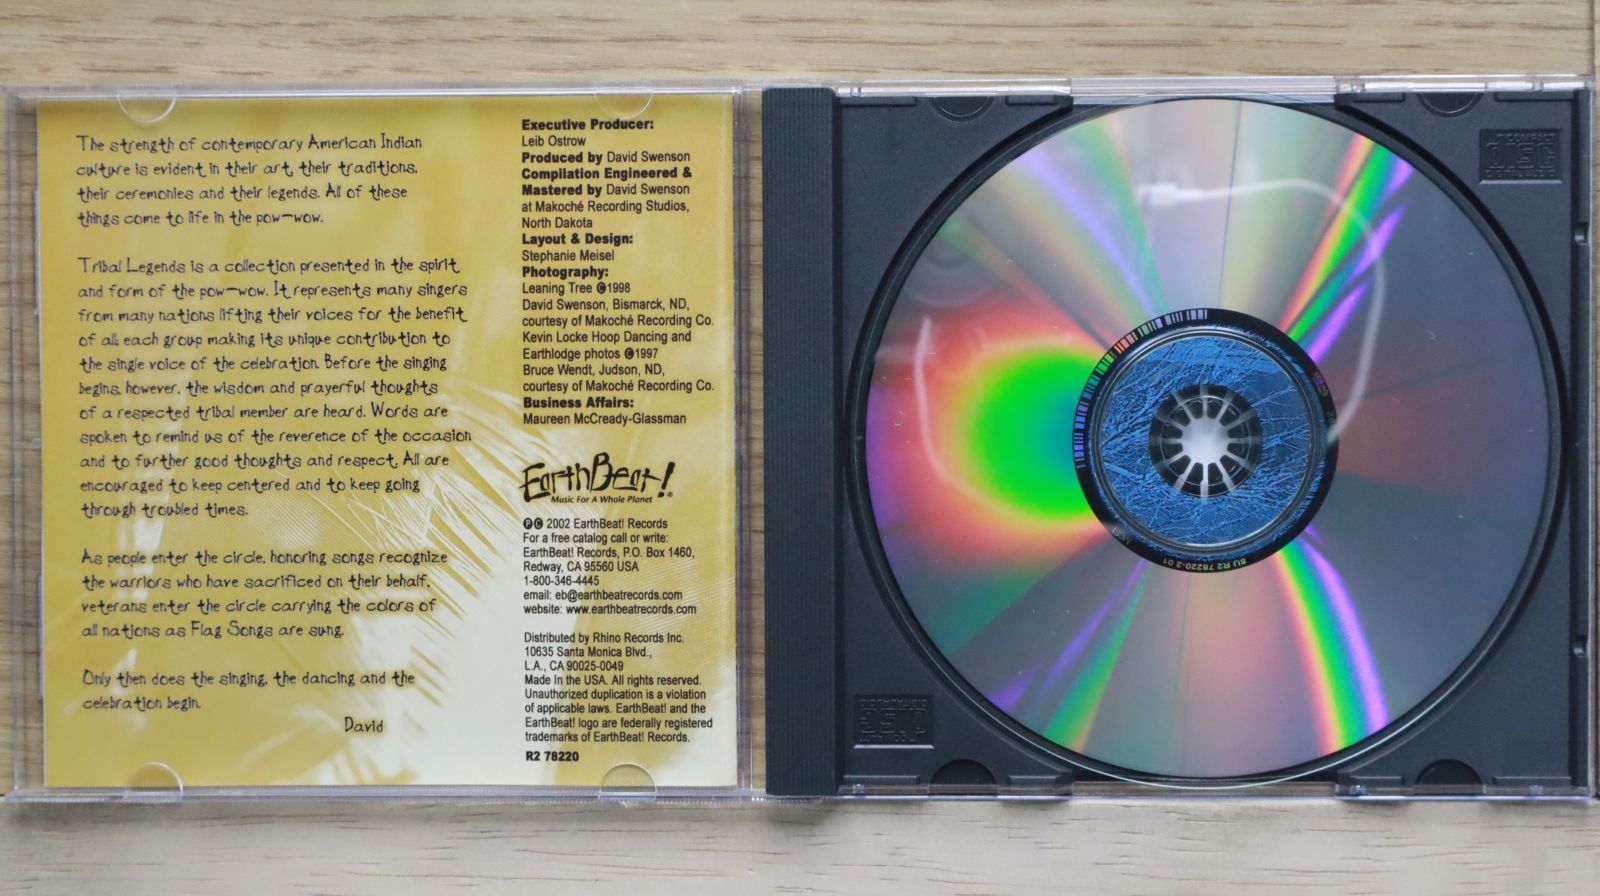 The strength of contemporary American Indian
culture is evident in their art, their traditions,
their ceremonies and their legends. All of these
things come to life in the pow-wow.
Tribal Legends is a collection presented in the spirit
and form of the pow-wow. It represents many singers
from many nations lifting their voices for the benefit
of all; each group making its unique contribution to
the single voice of the celebration. Before the singing
begins, however, the wisdom and prayerful thoughts
of a respected tribal member are heard. Words are
spoken to remind us of the reverence of the occasion
and to further good thoughts and respect. All are
encouraged to keep centered and to keep going
through troubled times.
As people enter the circle, honoring songs recognize
the warriors who have sacrificed on their behalf,
veterans enter the circle carrying the colors of
all nations as Flag Songs are sung.
Only then does the singing, the dancing and the
celebration begin.
David
Executive Producer:
Leib Ostrow
Produced by David Swenson
Compilation Engineered &
Mastered by David Swenson
at Makoché Recording Studios,
North Dakota
Layout & Design:
Stephanie Meisel
Photography:
Leaning Tree ©1998
David Swenson, Bismarck, ND,
courtesy of Makoché Recording Co.
Kevin Locke Hoop Dancing and
Earthlodge photos ©1997
Bruce Wendt, Judson, ND,
courtesy of Makoché Recording Co.
Business Affairs:
Maureen McCready-Glassman
EarthBeat!®
Music For A Whole Planet
℗© 2002 EarthBeat! Records
For a free catalog call or write:
EarthBeat! Records, P.O. Box 1460,
Redway, CA 95560 USA
1-800-346-4445
email: eb@earthbeatrecords.com
website: www.earthbeatrecords.com
Distributed by Rhino Records Inc.
10635 Santa Monica Blvd.,
L.A., CA 90025-0049
Made In the USA. All rights reserved.
Unauthorized duplication is a violation
of applicable laws. EarthBeat! and the
EarthBeat! logo are federally registered
trademarks of EarthBeat! Records.
R2 78220
COMPACT
disc
DIGITAL AUDIO
8U R2 78220-2 01
COMPACT
disc
DIGITAL AUDIO